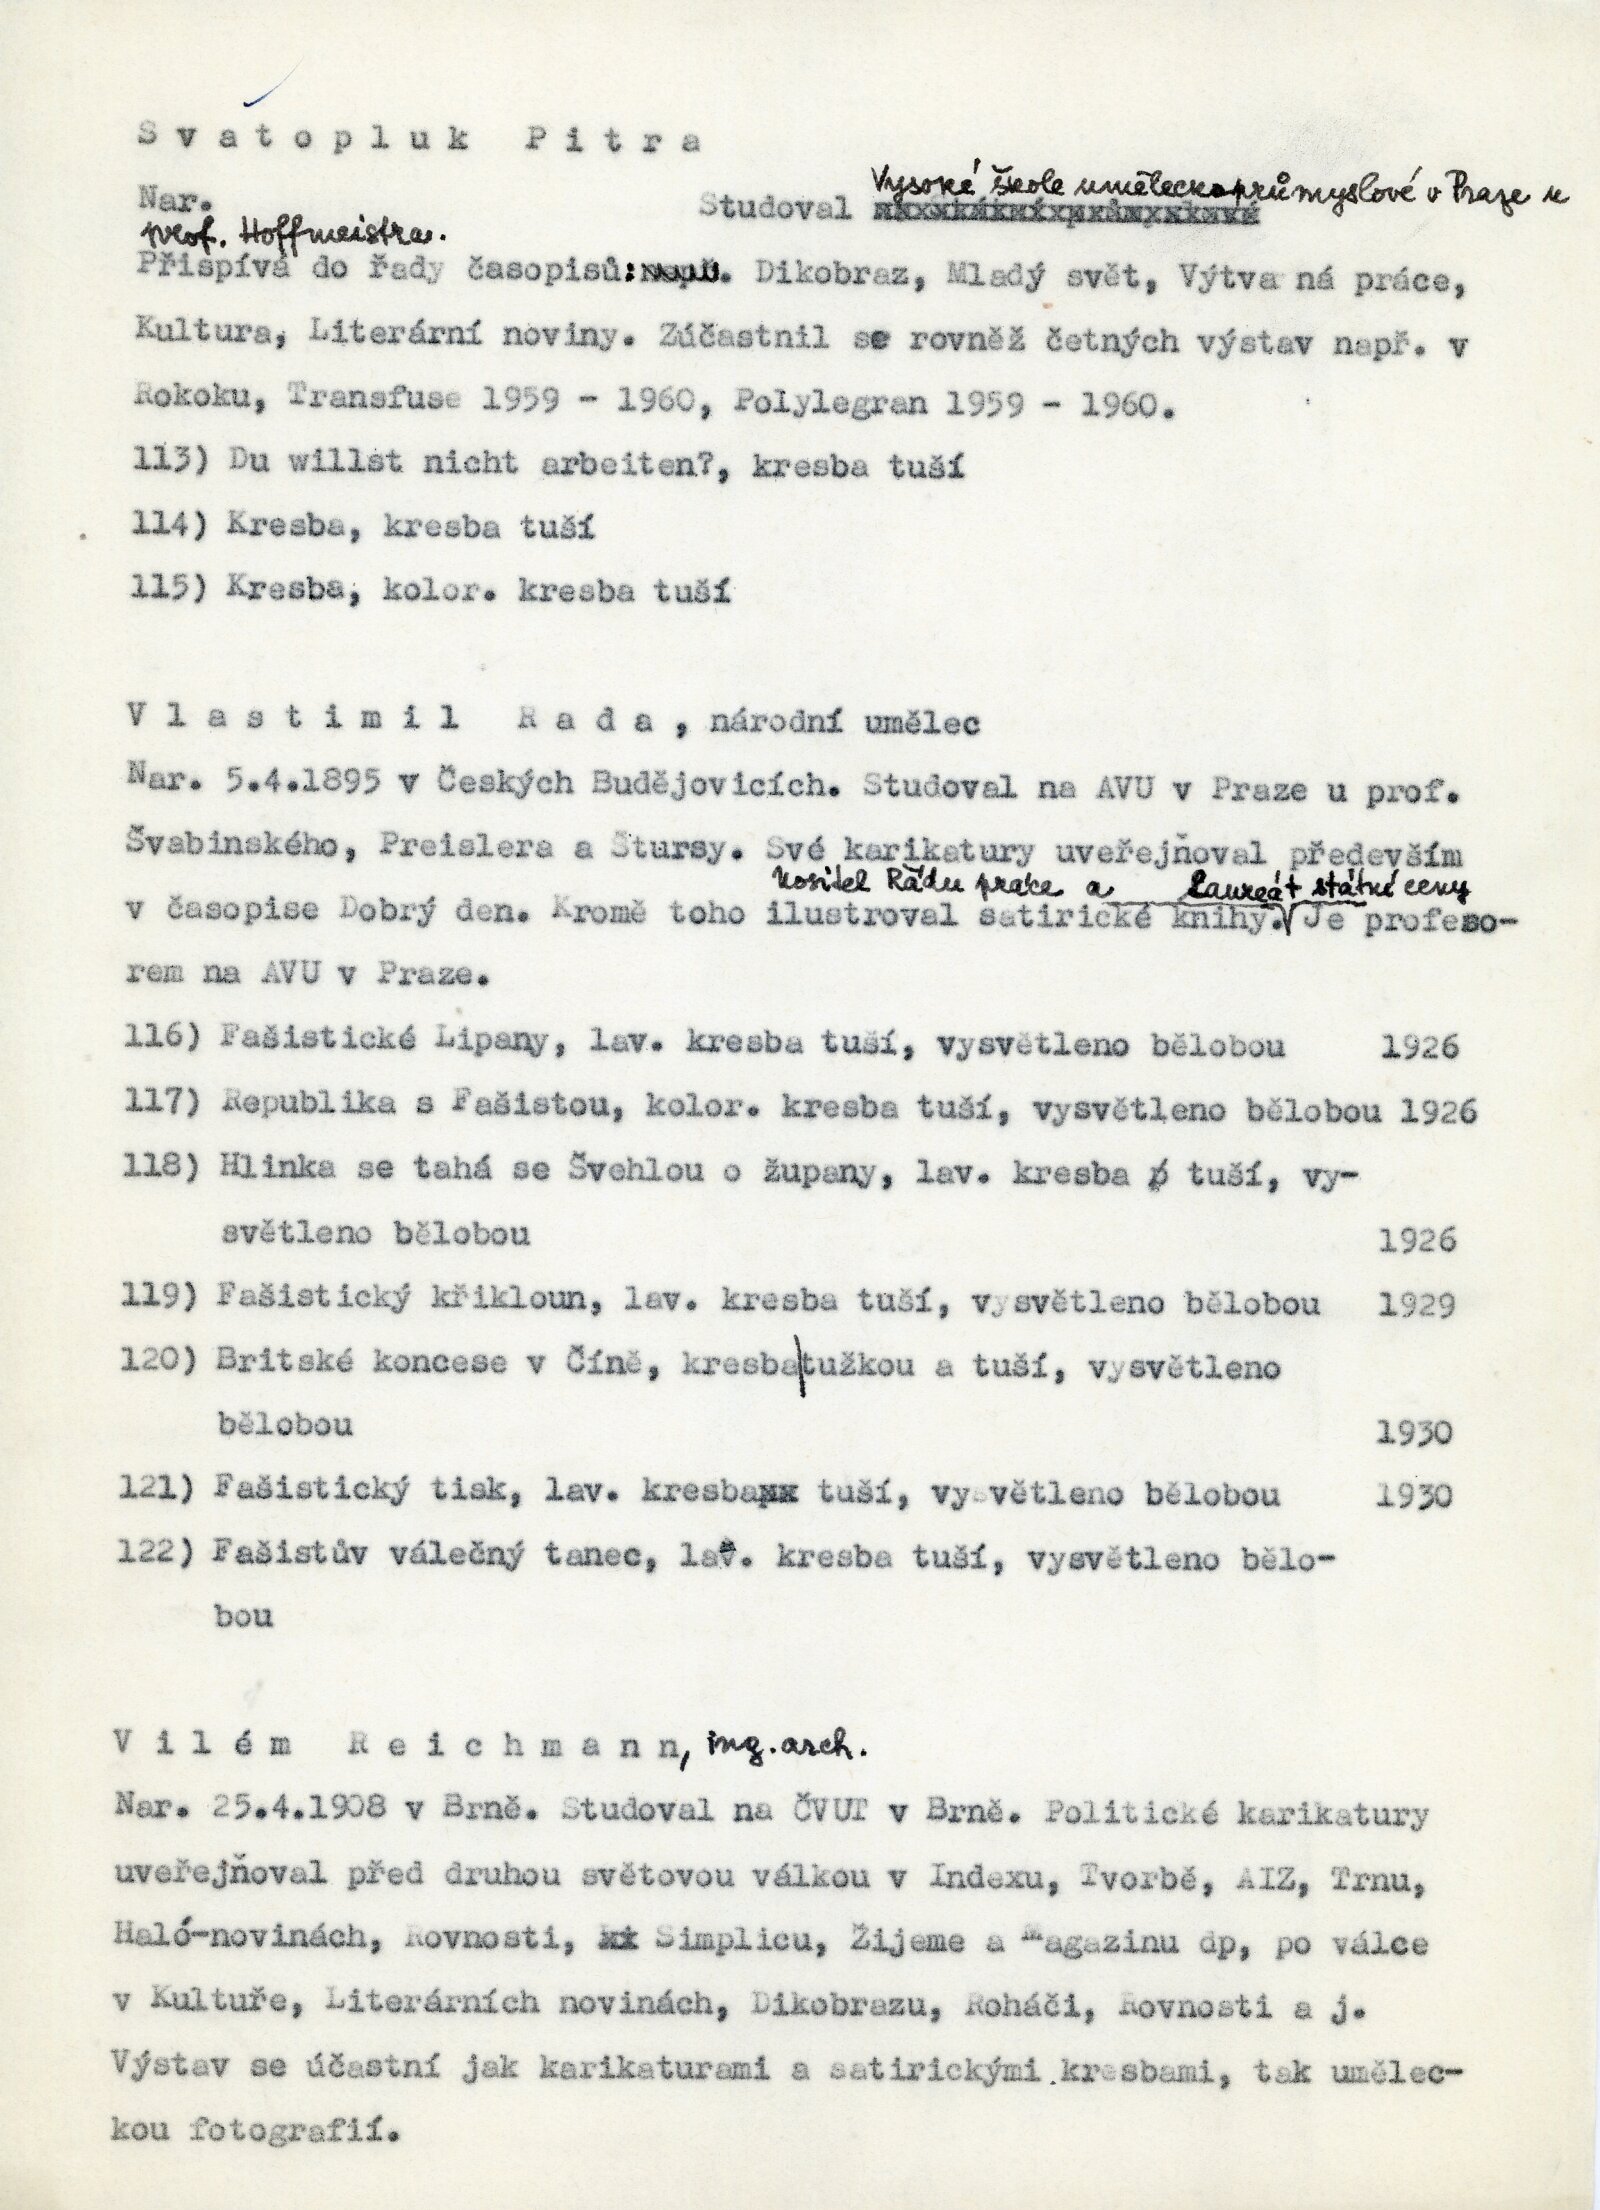 Svatopluk Pitra
Vysoké škole uměleckoprůmyslové v Praze u
Nar. Studoval
prof. Hoffmeistra.
Přispívá do řady časopisů: Dikobraz, Mladý svět, Výtvarná práce,
Kultura, Literární noviny. Zúčastnil se rovněž četných výstav např. v
Rokoku, Transfuse 1959 - 1960, Polylegran 1959 - 1960.
113) Du willst nicht arbeiten?, kresba tuší
114) Kresba, kresba tuší
115) Kresba, kolor. kresba tuší
Vlastimil Rada, národní umělec
Nar. 5.4.1895 v Českých Budějovicích. Studoval na AVU v Praze u prof.
Švabinského, Preislera a Štursy. Své karikatury uveřejňoval především
Nositel Řádu práce a Laureát státní ceny
v časopise Dobrý den. Kromě toho ilustroval satirické knihy. Je profeso-
rem na AVU v Praze.
116) Fašistické Lipany, lav. kresba tuší, vysvětleno bělobou 1926
117) Republika s Fašistou, kolor. kresba tuší, vysvětleno bělobou 1926
118) Hlinka se tahá se Švehlou o župany, lav. kresba tuší, vy-
světleno bělobou 1926
119) Fašistický křikloun, lav. kresba tuší, vysvětleno bělobou 1929
120) Britské koncese v Číně, kresba tužkou a tuší, vysvětleno
bělobou 1930
121) Fašistický tisk, lav. kresba tuší, vysvětleno bělobou 1930
122) Fašistův válečný tanec, lav. kresba tuší, vysvětleno bělo-
bou
Vilém Reichmann, ing. arch.
Nar. 25.4.1908 v Brně. Studoval na ČVUT v Brně. Politické karikatury
uveřejňoval před druhou světovou válkou v Indexu, Tvorbě, AIZ, Trnu,
Haló-novinách, Rovnosti, Simplicu, Žijeme a Magazinu dp, po válce
v Kultuře, Literárních novinách, Dikobrazu, Roháči, Rovnosti a j.
Výstav se účastní jak karikaturami a satirickými kresbami, tak umělec-
kou fotografií.